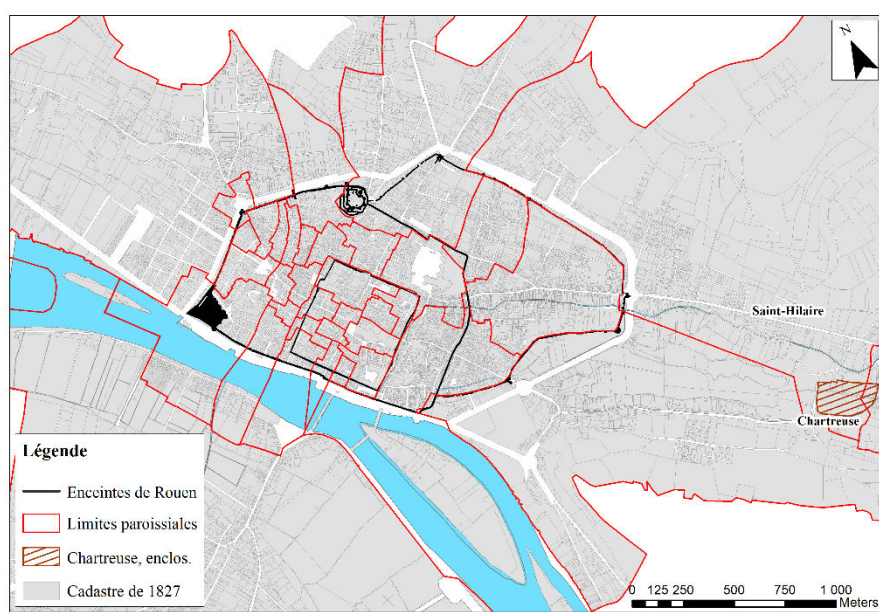 N
Saint-Hilaire
Chartreuse
Légende
Enceintes de Rouen
Limites paroissiales
Chartreuse, enclos.
Cadastre de 1827
0 125 250 500 750 1 000
Meters